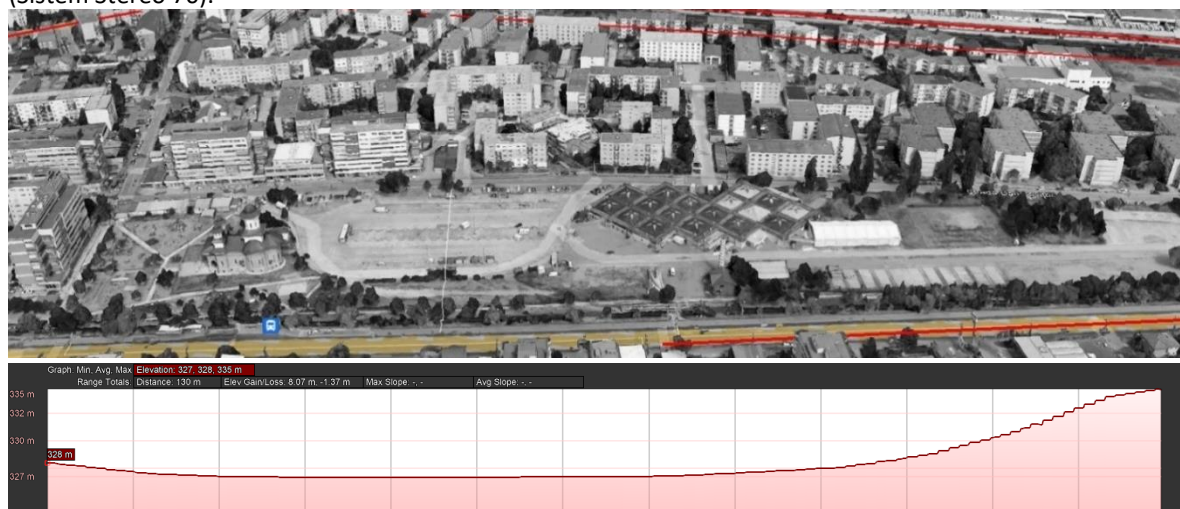 (Sistem Stereo 70).
Graph: Min, Avg, Max Elevation: 327, 328, 335 m
Range Totals: Distance: 130 m Elev Gain/Loss: 8.07 m, -1.37 m Max Slope: -, - Avg Slope: -, -
335 m
332 m
330 m
328 m
327 m